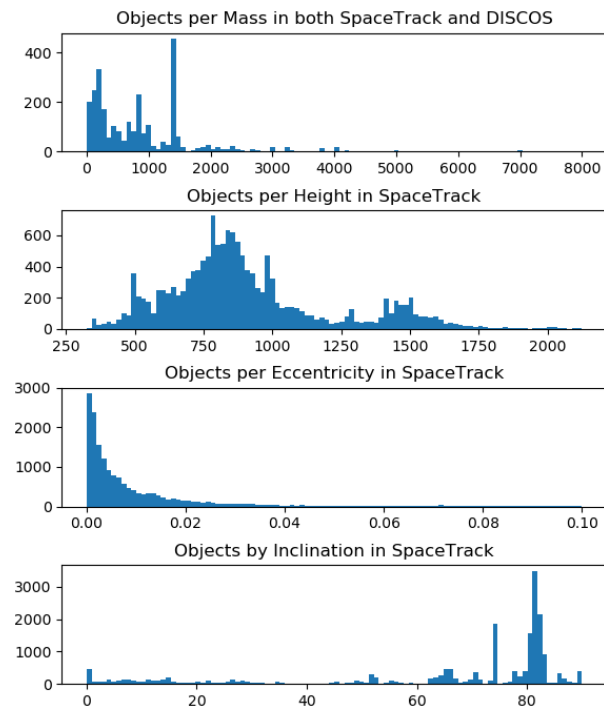 Objects per Mass in both SpaceTrack and DISCOS
400
200
0
0 1000 2000 3000 4000 5000 6000 7000 8000
Objects per Height in SpaceTrack
600
400
200
0
250 500 750 1000 1250 1500 1750 2000
Objects per Eccentricity in SpaceTrack
3000
2000
1000
0
0.00 0.02 0.04 0.06 0.08 0.10
Objects by Inclination in SpaceTrack
3000
2000
1000
0
0 20 40 60 80